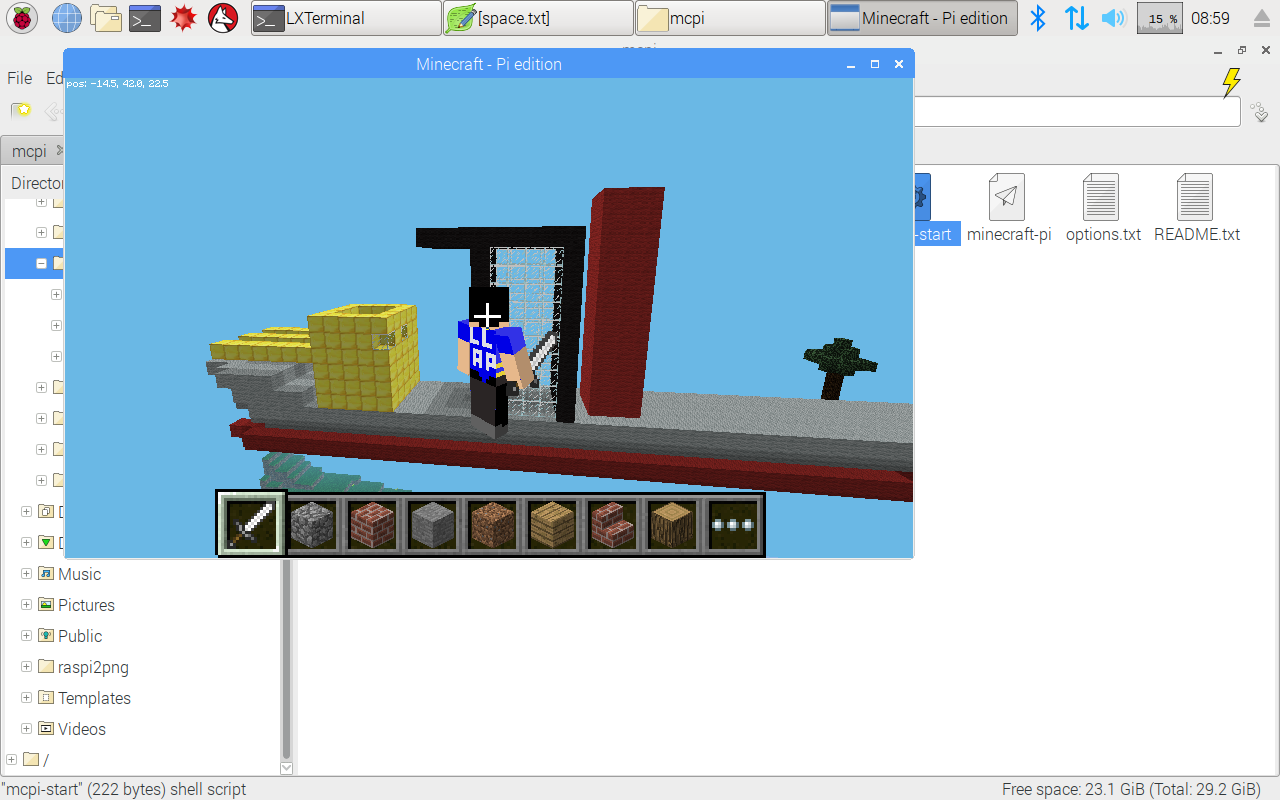 LXTerminal
[space.txt]
mcpi
Minecraft - Pi edition
15 %
08:59
Minecraft - Pi edition
pos: -14.5, 42.0, 22.5
File
mcpi
-start
minecraft-pi
options.txt
README.txt
Music
Pictures
Public
raspi2png
Templates
Videos
/
"mcpi-start" (222 bytes) shell script
Free space: 23.1 GiB (Total: 29.2 GiB)